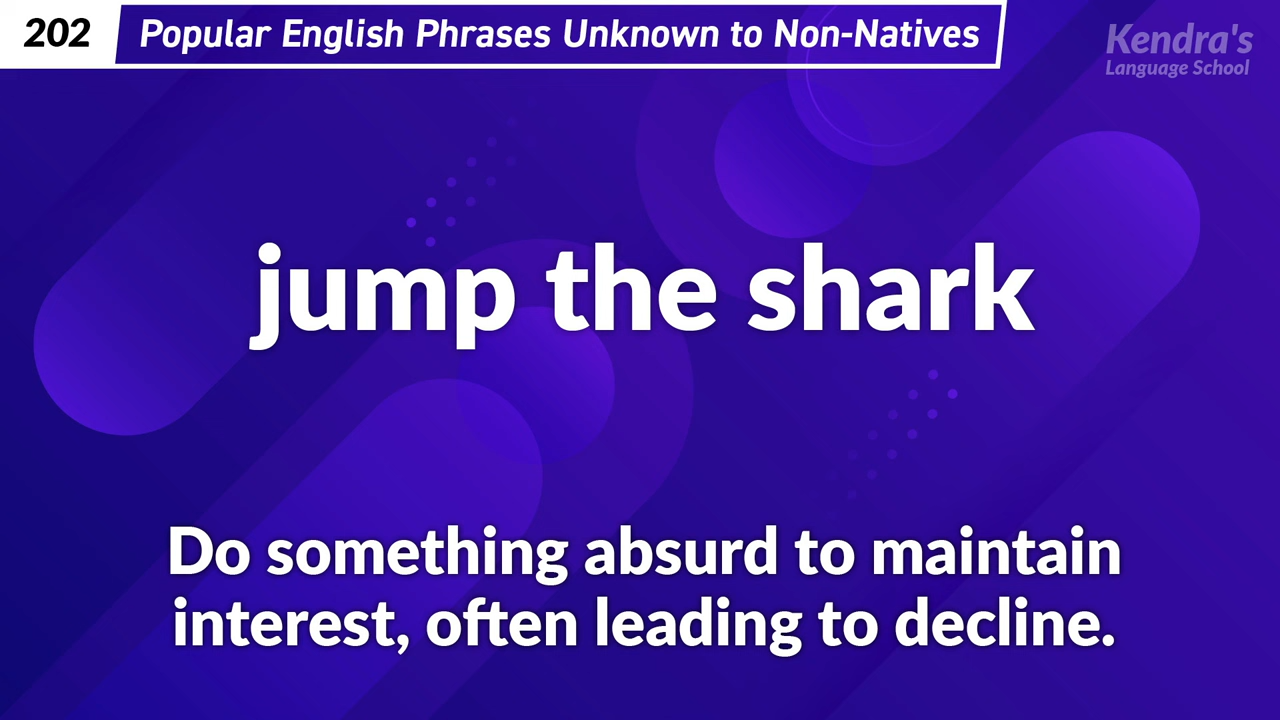 202
Popular English Phrases Unknown to Non-Natives
Kendra's
Language School
jump the shark
Do something absurd to maintain
interest, often leading to decline.